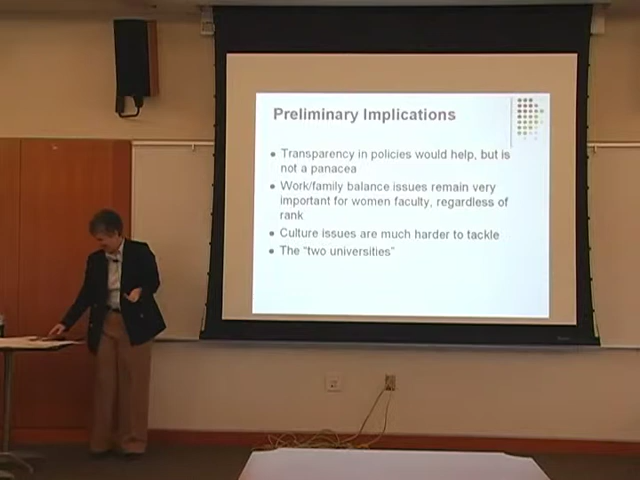 Preliminary Implications
Transparency in policies would help, but is
not a panacea
Work/family balance issues remain very
important for women faculty, regardless of
rank
Culture issues are much harder to tackle
The "two universities"